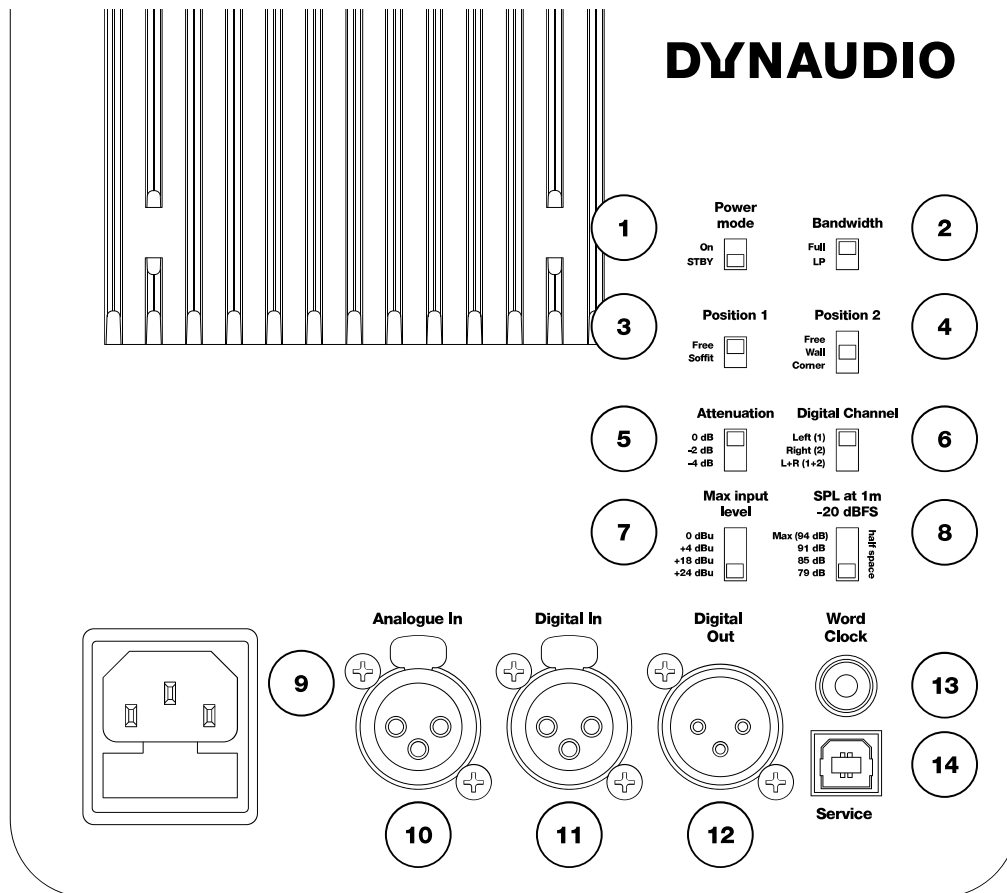 DYNAUDIO
1
Power
mode
On
STBY
Bandwidth
Full
LP
2
3
Position 1
Free
Soffit
Position 2
Free
Wall
Corner
4
5
Attenuation
0 dB
-2 dB
-4 dB
Digital Channel
Left (1)
Right (2)
L+R (1+2)
6
7
Max input
level
0 dBu
+4 dBu
+18 dBu
+24 dBu
SPL at 1m
-20 dBFS
Max (94 dB)
91 dB
85 dB
79 dB
half space
8
9
Analogue In
10
Digital In
11
Digital
Out
12
Word
Clock
13
14
Service